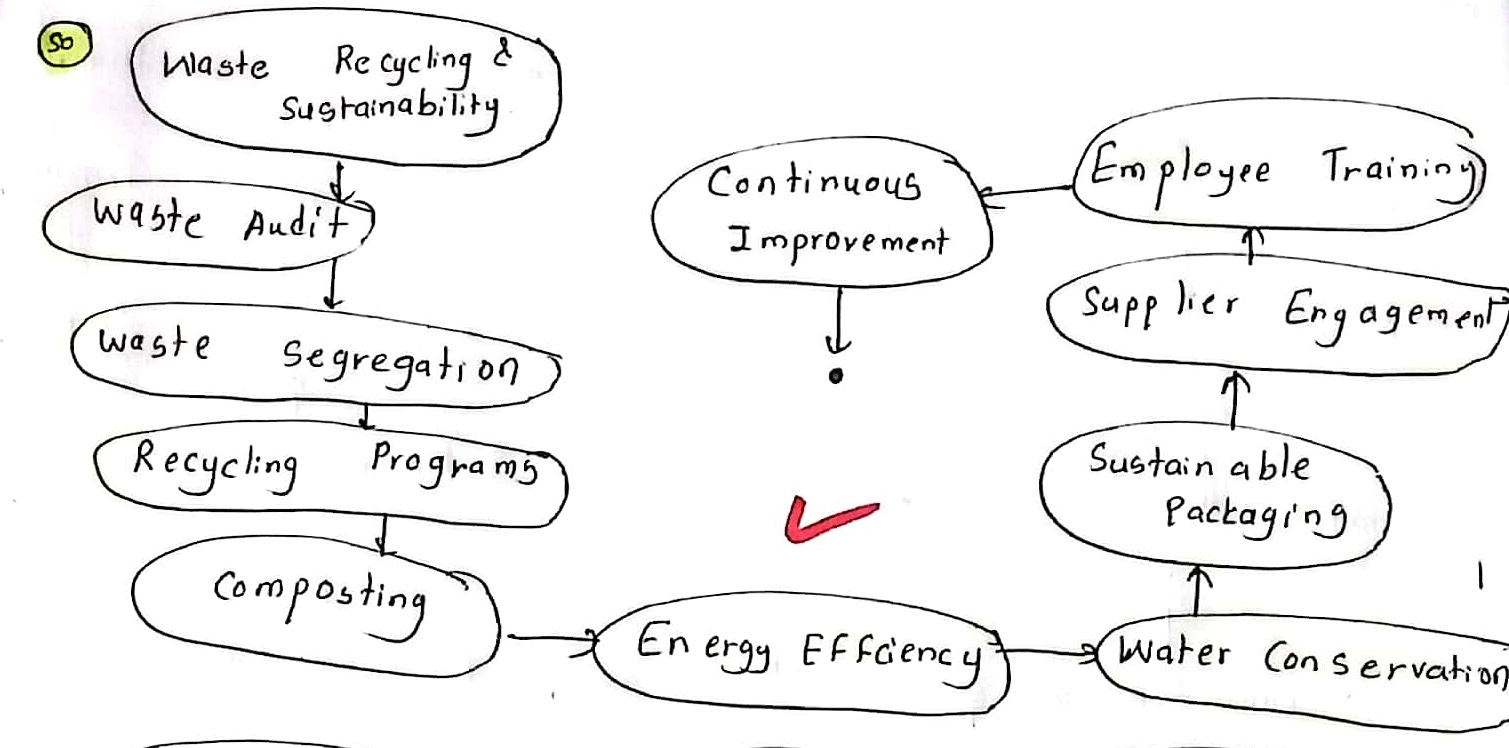 50
Waste Recycling &
Sustainability
Waste Audit
Waste Segregation
Recycling Programs
Composting
Energy Effciency
Water Conservation
Sustainable
Packaging
Supplier Engagement
Employee Training
Continuous
Improvement